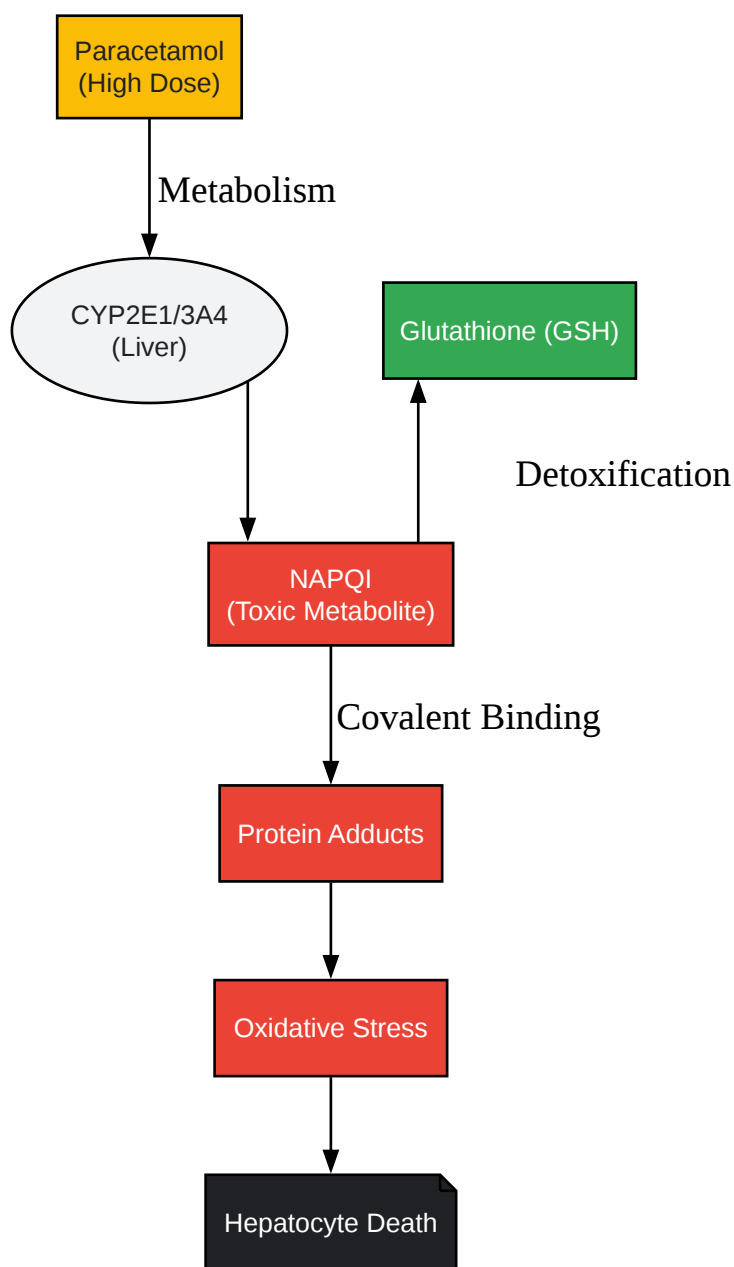 Paracetamol
(High Dose)
Metabolism
CYP2E1/3A4
(Liver)
Glutathione (GSH)
Detoxification
NAPQI
(Toxic Metabolite)
Covalent Binding
Protein Adducts
Oxidative Stress
Hepatocyte Death